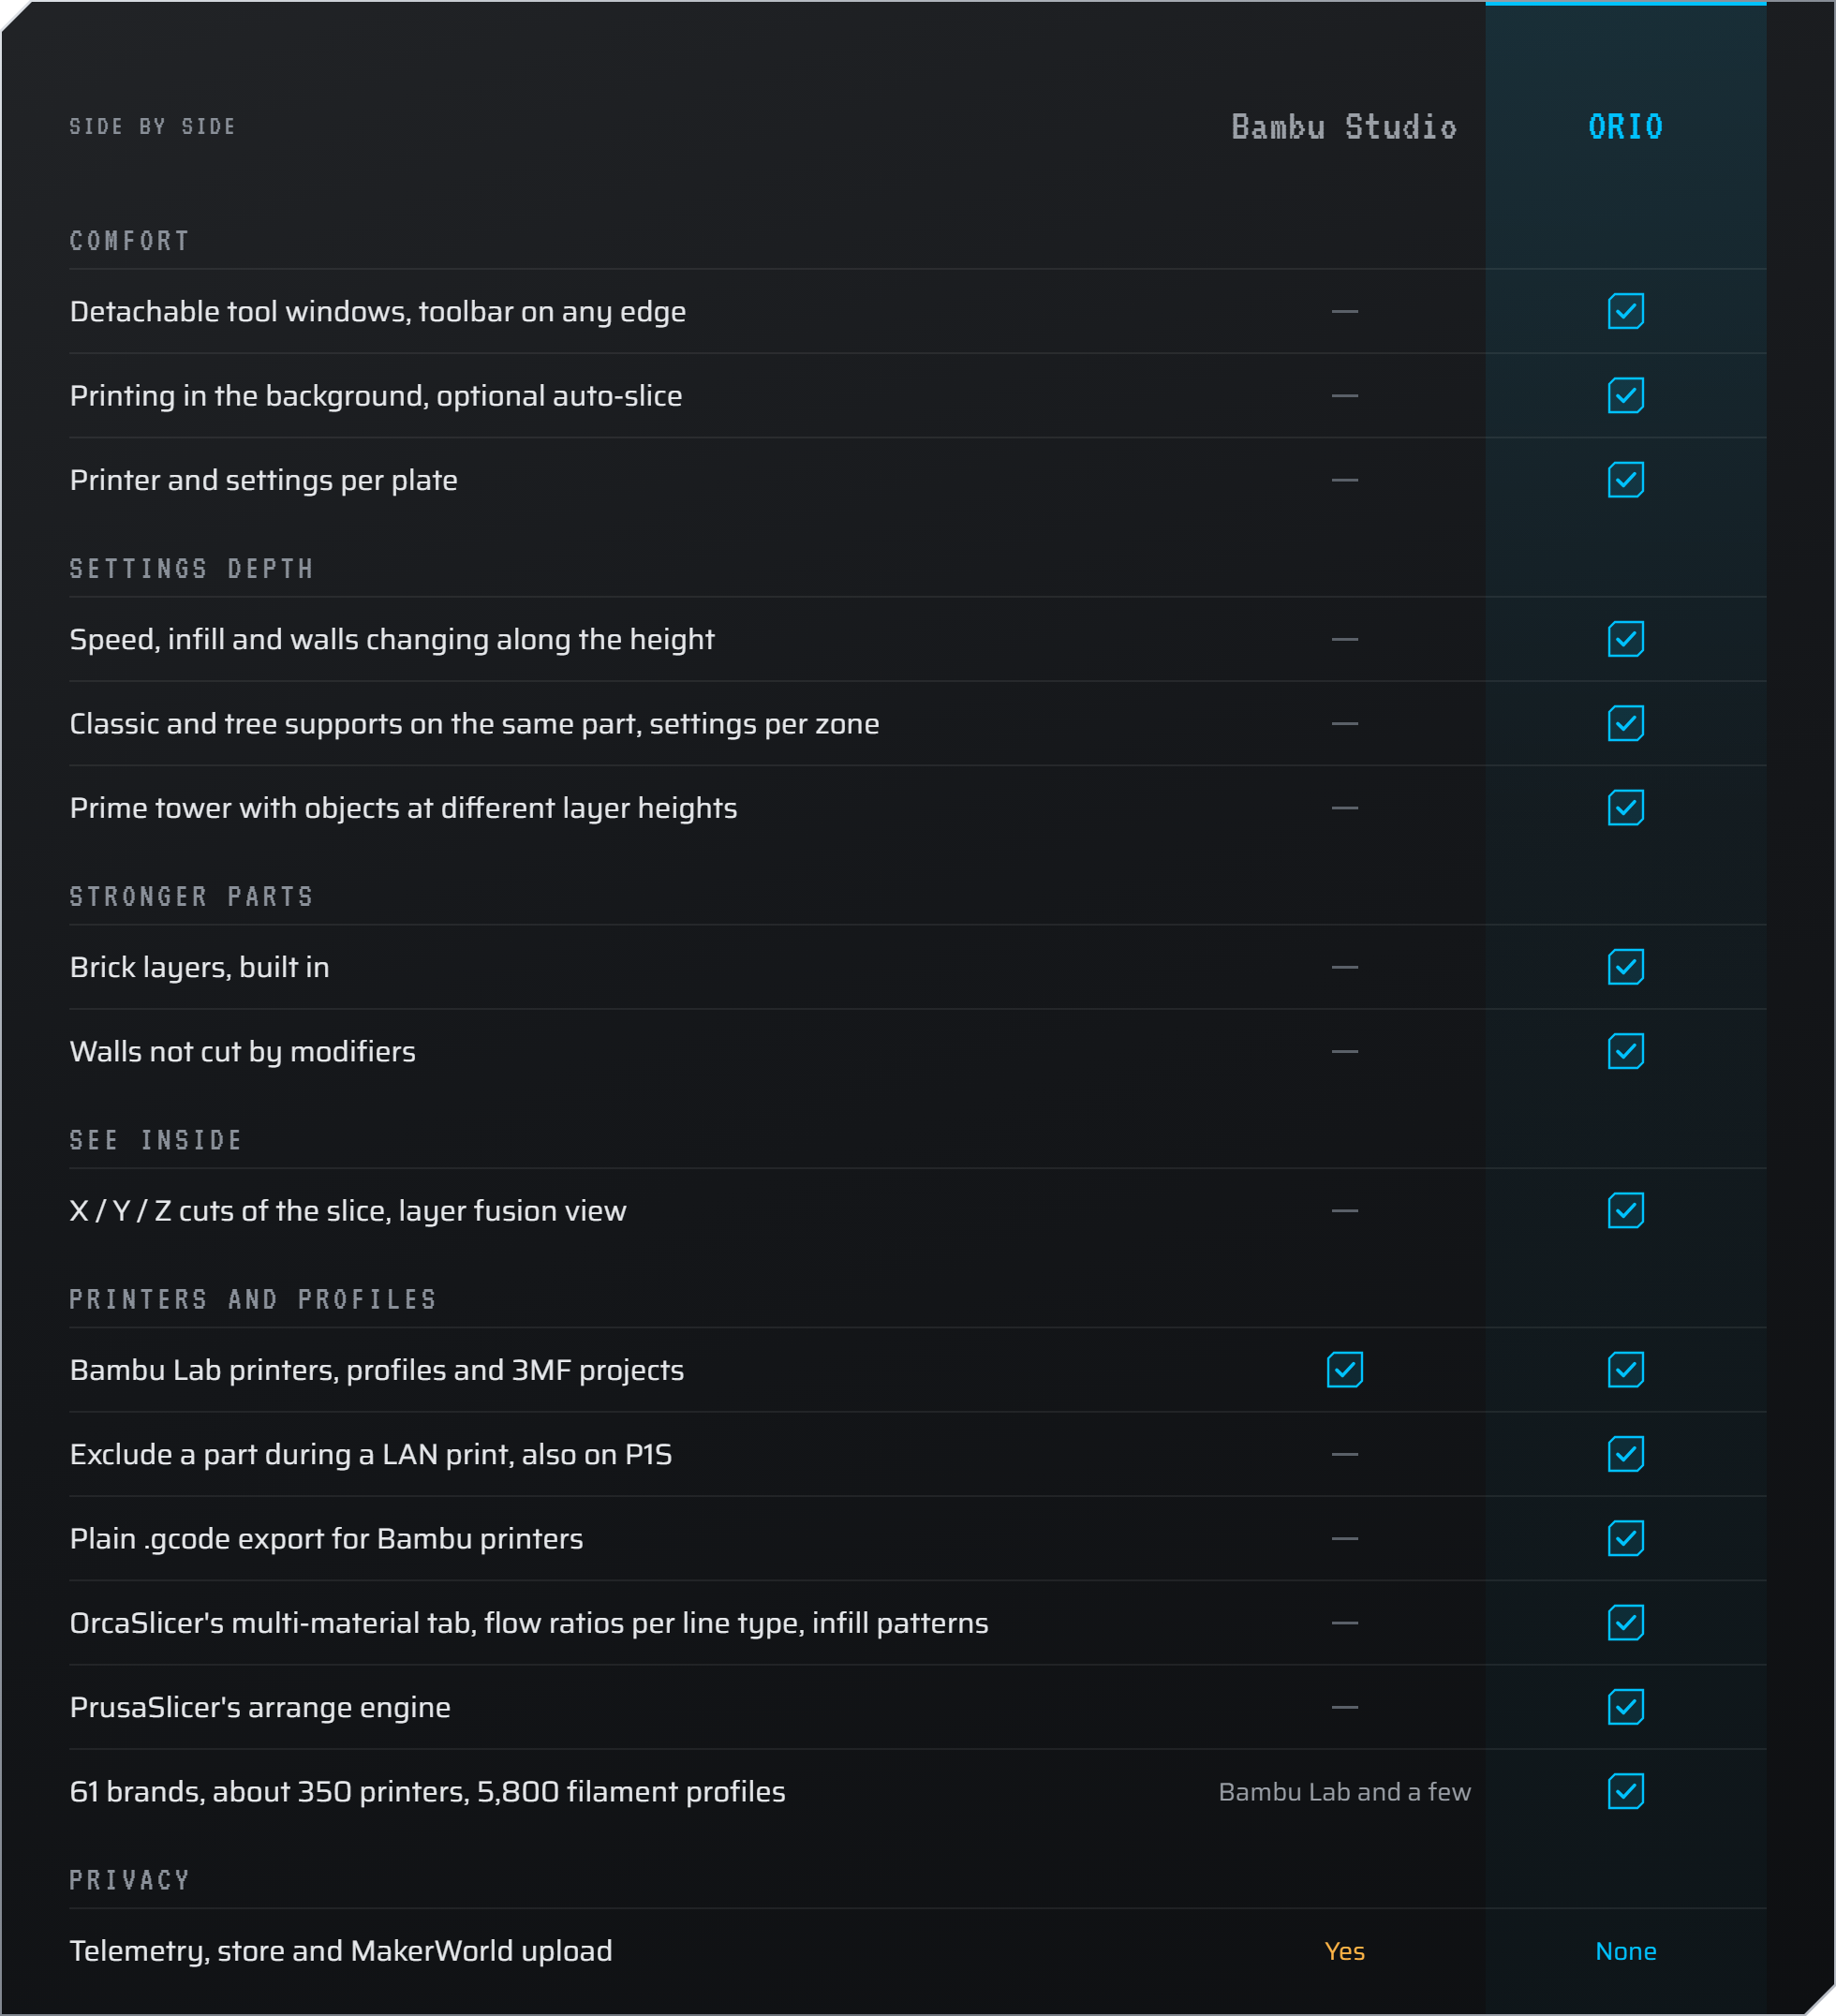 SIDE BY SIDE Bambu Studio ORIO
COMFORT
Detachable tool windows, toolbar on any edge —
Printing in the background, optional auto-slice —
Printer and settings per plate —
SETTINGS DEPTH
Speed, infill and walls changing along the height —
Classic and tree supports on the same part, settings per zone —
Prime tower with objects at different layer heights —
STRONGER PARTS
Brick layers, built in —
Walls not cut by modifiers —
SEE INSIDE
X / Y / Z cuts of the slice, layer fusion view —
PRINTERS AND PROFILES
Bambu Lab printers, profiles and 3MF projects
Exclude a part during a LAN print, also on P1S —
Plain .gcode export for Bambu printers —
OrcaSlicer's multi-material tab, flow ratios per line type, infill patterns —
PrusaSlicer's arrange engine —
61 brands, about 350 printers, 5,800 filament profiles Bambu Lab and a few
PRIVACY
Telemetry, store and MakerWorld upload Yes None